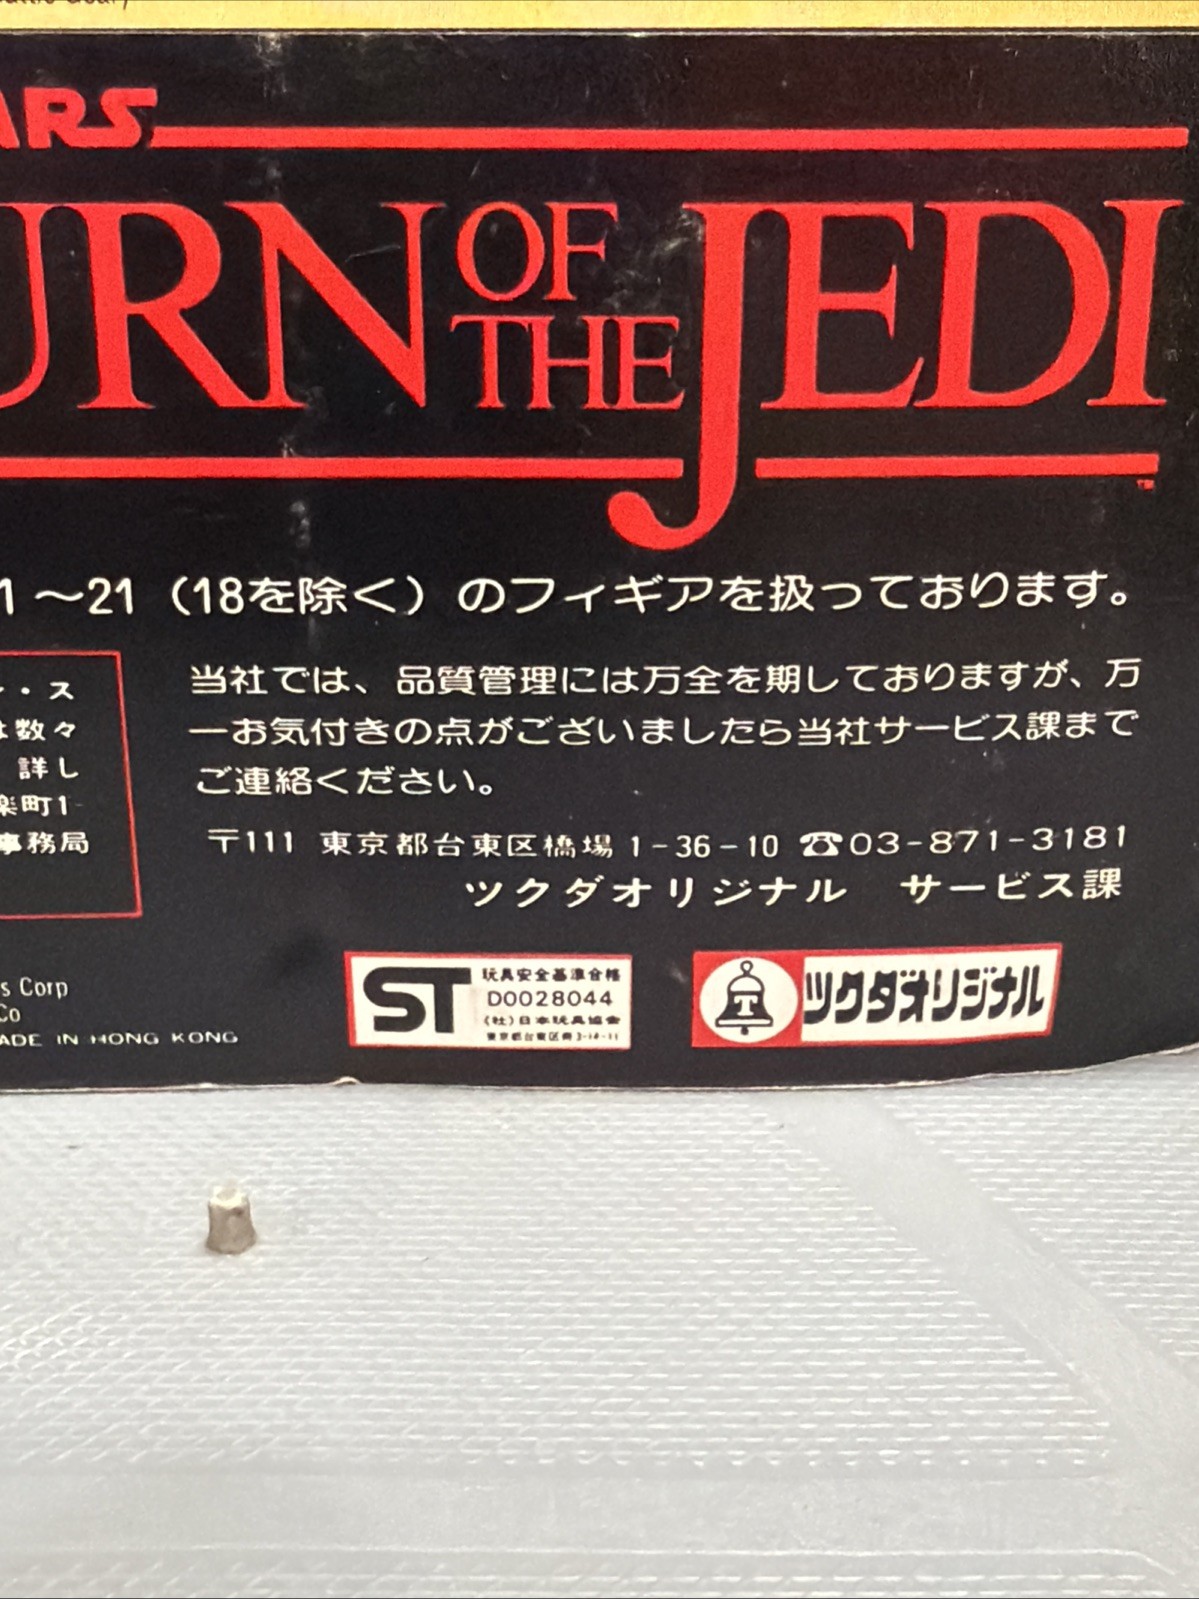 ARS
URN OF THE JEDI
TM
1～21（18を除く）のフィギアを扱っております。
・ス
は数々
詳し
楽町1-
事務局
当社では、品質管理には万全を期しておりますが、万
一お気付きの点がございましたら当社サービス課まで
ご連絡ください。
〒111 東京都台東区橋場 1-36-10 ☎03-871-3181
ツクダオリジナル サービス課
s Corp
Co
ADE IN HONG KONG
ST
玩具安全基準合格
D0028044
(社)日本玩具協会
T
ツクダオリジナル